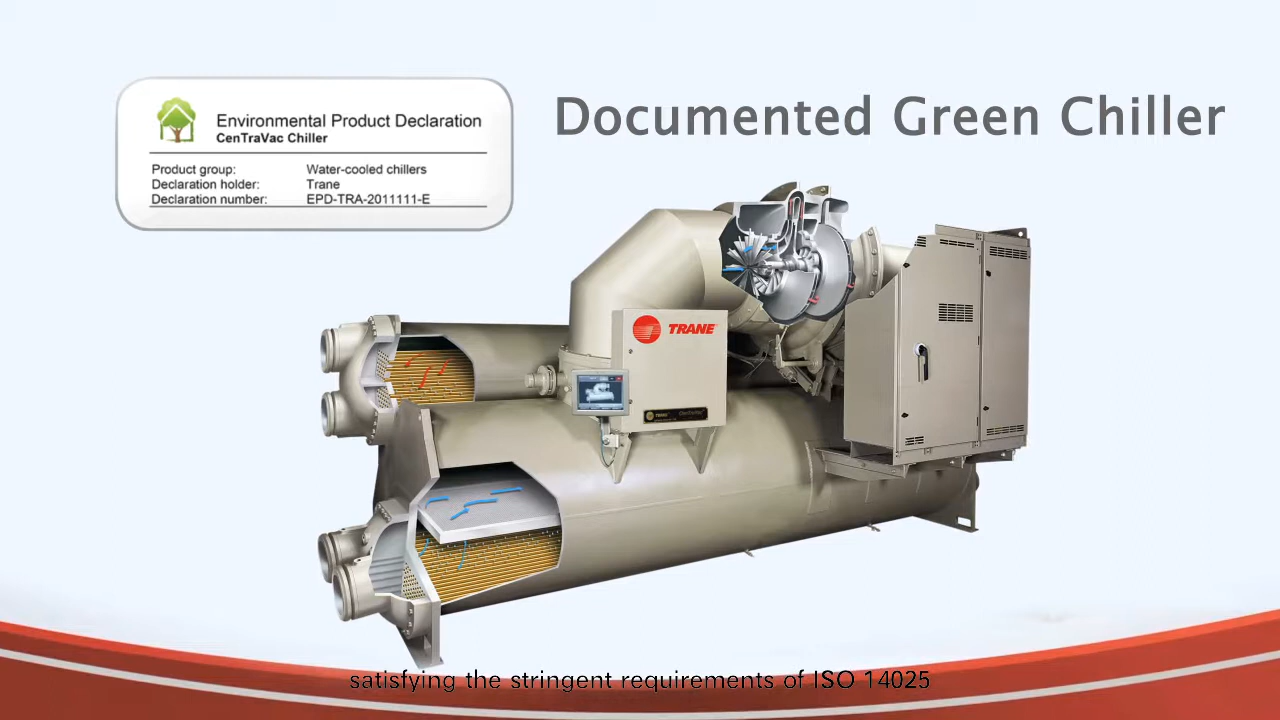 Documented Green Chiller
Environmental Product Declaration
CenTraVac Chiller
Product group: Water-cooled chillers
Declaration holder: Trane
Declaration number: EPD-TRA-2011111-E
TRANE
satisfying the stringent requirements of ISO 14025